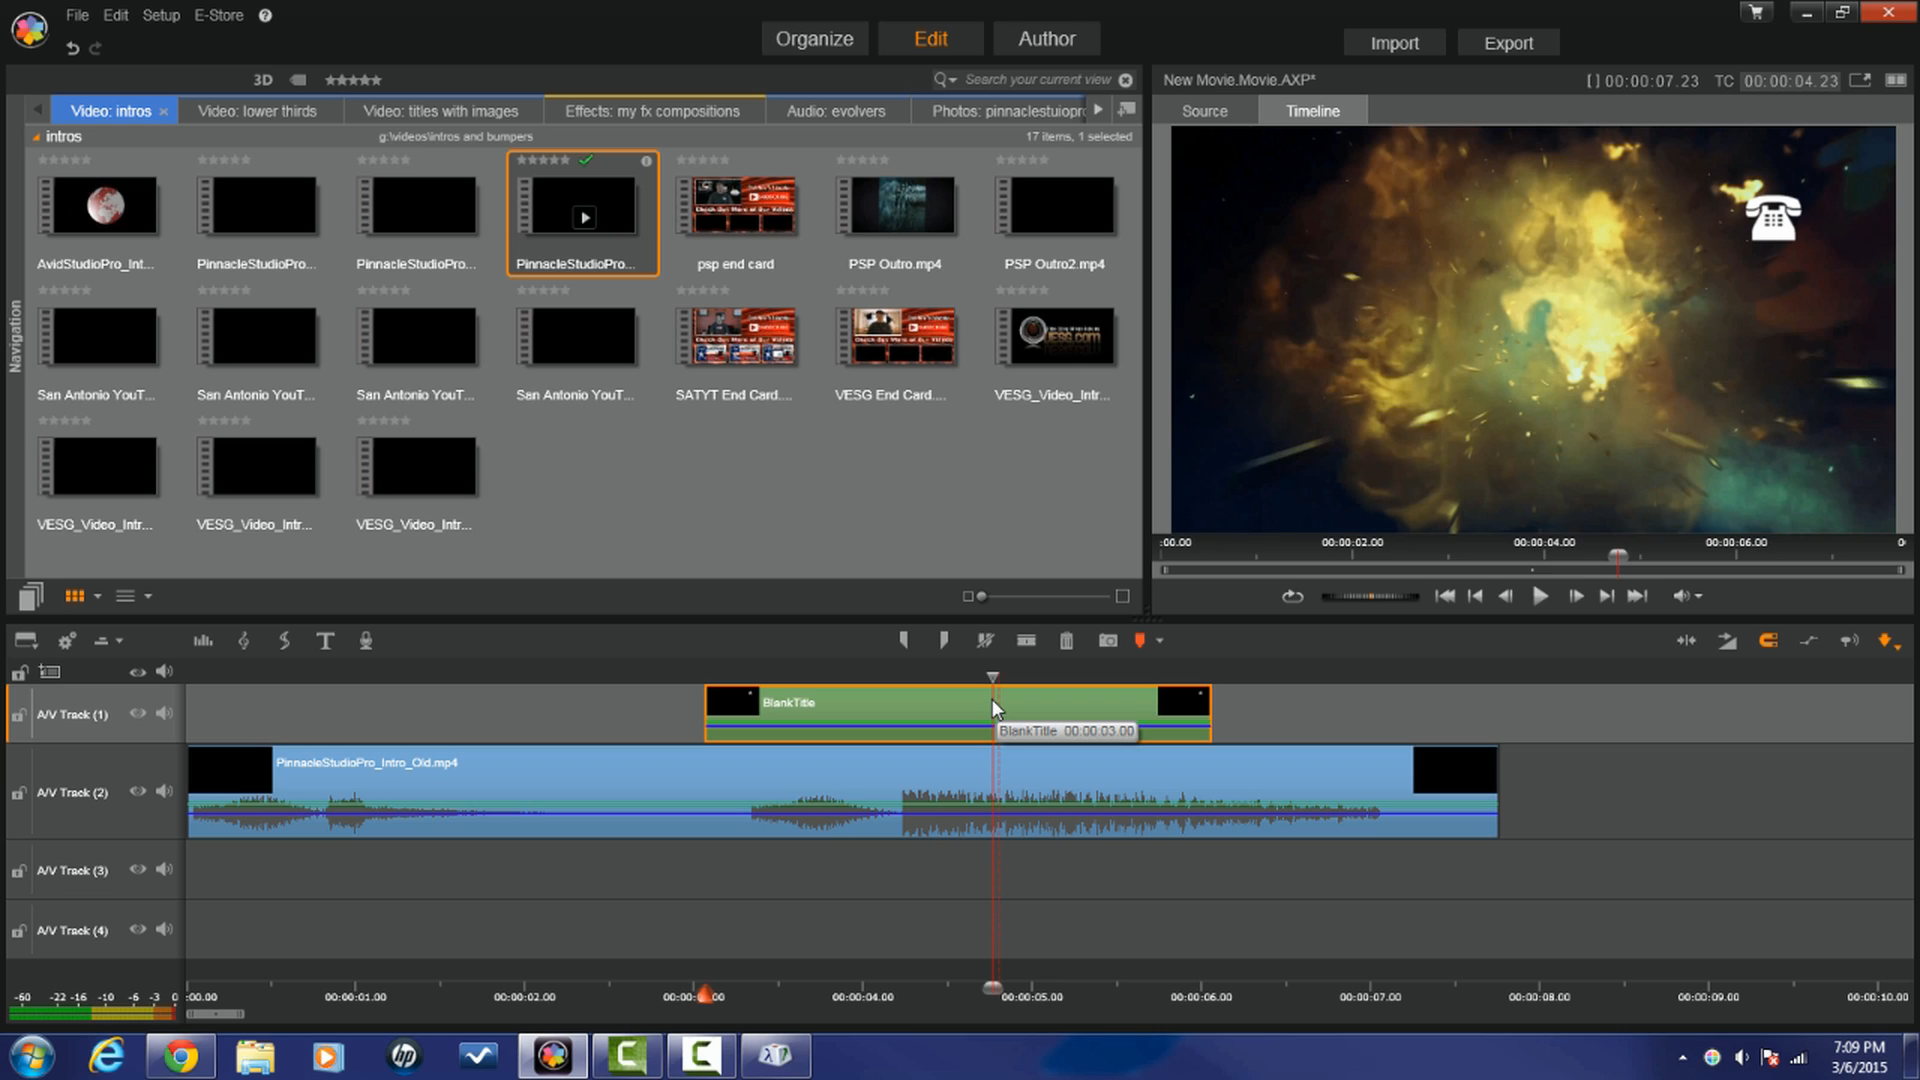 File Edit Setup E-Store ?
Organize Edit Author
Import Export
3D
Search your current view
New Movie.Movie.AXP*
[ ] 00:00:07.23 TC 00:00:04.23
Video: intros
Video: lower thirds
Video: titles with images
Effects: my fx compositions
Audio: evolvers
Photos: pinnaclestuiopr
Source Timeline
intros
g:\videos\intros and bumpers
17 items, 1 selected
AvidStudioPro_Int...
PinnacleStudioPro...
PinnacleStudioPro...
PinnacleStudioPro...
psp end card
PSP Outro.mp4
PSP Outro2.mp4
Navigation
San Antonio YouT...
San Antonio YouT...
San Antonio YouT...
San Antonio YouT...
SATYT End Card....
VESG End Card....
VESG_Video_Intr...
VESG_Video_Intr...
VESG_Video_Intr...
VESG_Video_Intr...
:00.00 00:00:02.00 00:00:04.00 00:00:06.00 0
A/V Track (1)
BlankTitle
BlankTitle 00:00:03.00
A/V Track (2)
PinnacleStudioPro_Intro_Old.mp4
A/V Track (3)
A/V Track (4)
-60 -22 -16 -10 -6 -3 0
:00.00 00:00:01.00 00:00:02.00 00:00:04.00 00:00:05.00 00:00:06.00 00:00:07.00 00:00:08.00 00:00:09.00 00:00:10.00
7:09 PM
3/6/2015